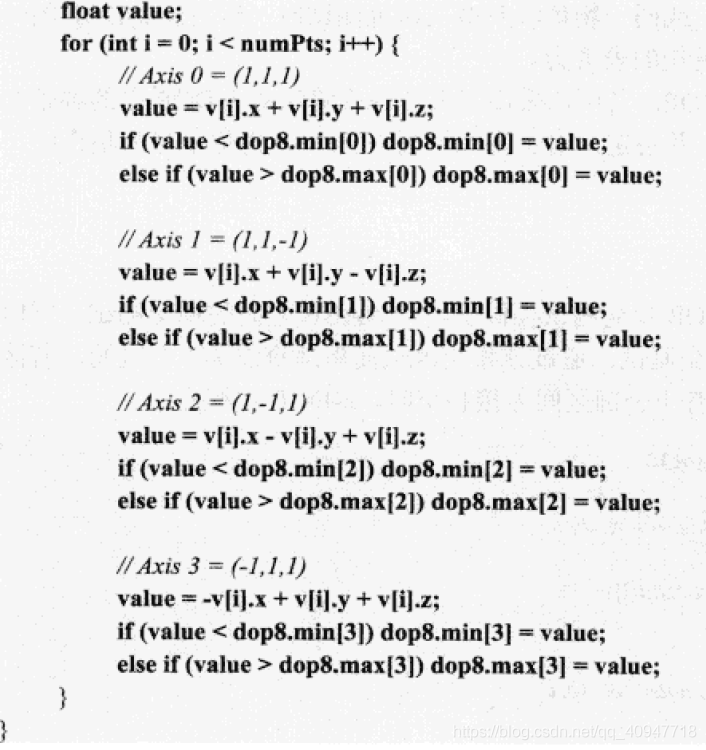 float value;
for (int i = 0; i < numPts; i++) {
// Axis 0 = (1,1,1)
value = v[i].x + v[i].y + v[i].z;
if (value < dop8.min[0]) dop8.min[0] = value;
else if (value > dop8.max[0]) dop8.max[0] = value;
// Axis 1 = (1,1,-1)
value = v[i].x + v[i].y - v[i].z;
if (value < dop8.min[1]) dop8.min[1] = value;
else if (value > dop8.max[1]) dop8.max[1] = value;
// Axis 2 = (1,-1,1)
value = v[i].x - v[i].y + v[i].z;
if (value < dop8.min[2]) dop8.min[2] = value;
else if (value > dop8.max[2]) dop8.max[2] = value;
// Axis 3 = (-1,1,1)
value = -v[i].x + v[i].y + v[i].z;
if (value < dop8.min[3]) dop8.min[3] = value;
else if (value > dop8.max[3]) dop8.max[3] = value;
}
}
https://blog.csdn.net/qq_40947718